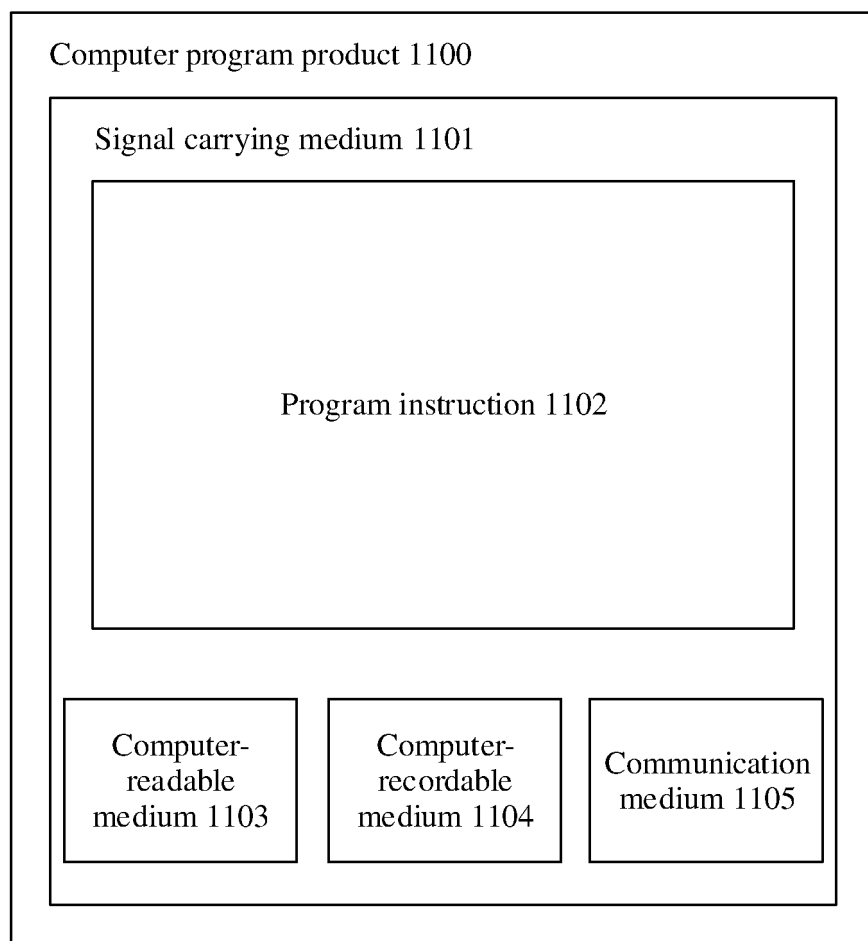 Computer program product 1100
Signal carrying medium 1101
Program instruction 1102
Computer-
readable
medium 1103
Computer-
recordable
medium 1104
Communication
medium 1105